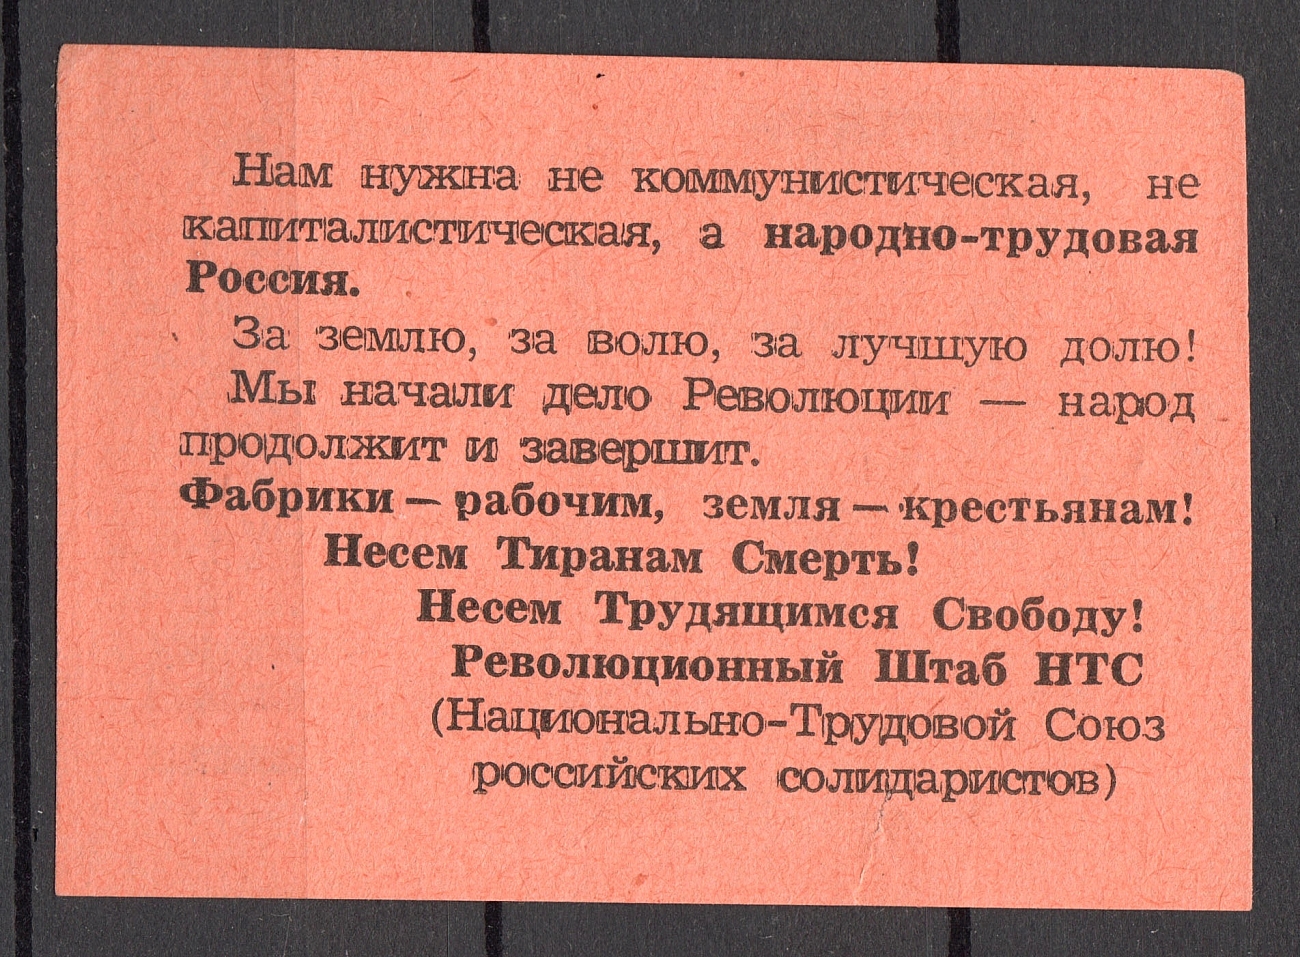 Нам нужна не коммунистическая, не
капиталистическая, а народно-трудовая
Россия.
За землю, за волю, за лучшую долю!
Мы начали дело Революции — народ
продолжит и завершит.
Фабрики — рабочим, земля — крестьянам!
Несем Тиранам Смерть!
Несем Трудящимся Свободу!
Революционный Штаб НТС
(Национально-Трудовой Союз
российских солидаристов)